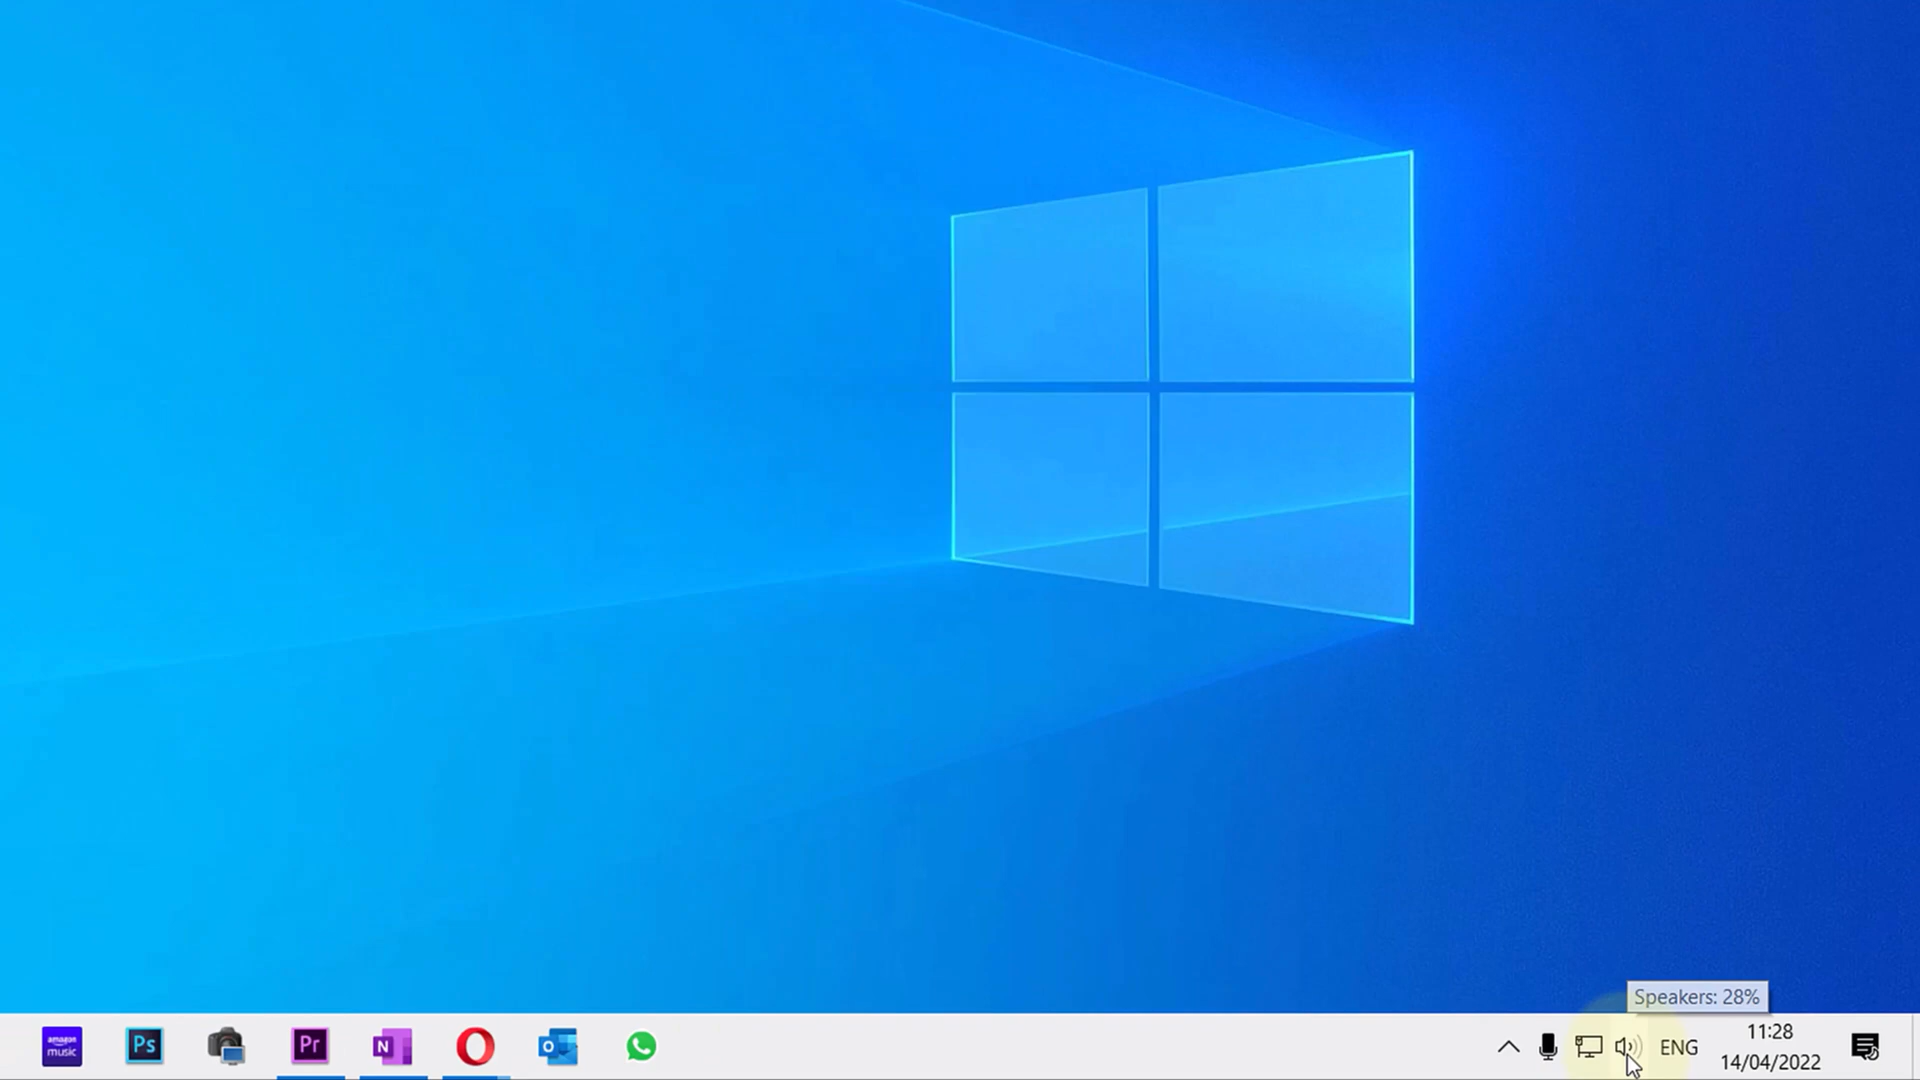 Speakers: 28%
amazon
music
Ps
Pr
N
O
ENG
11:28
14/04/2022